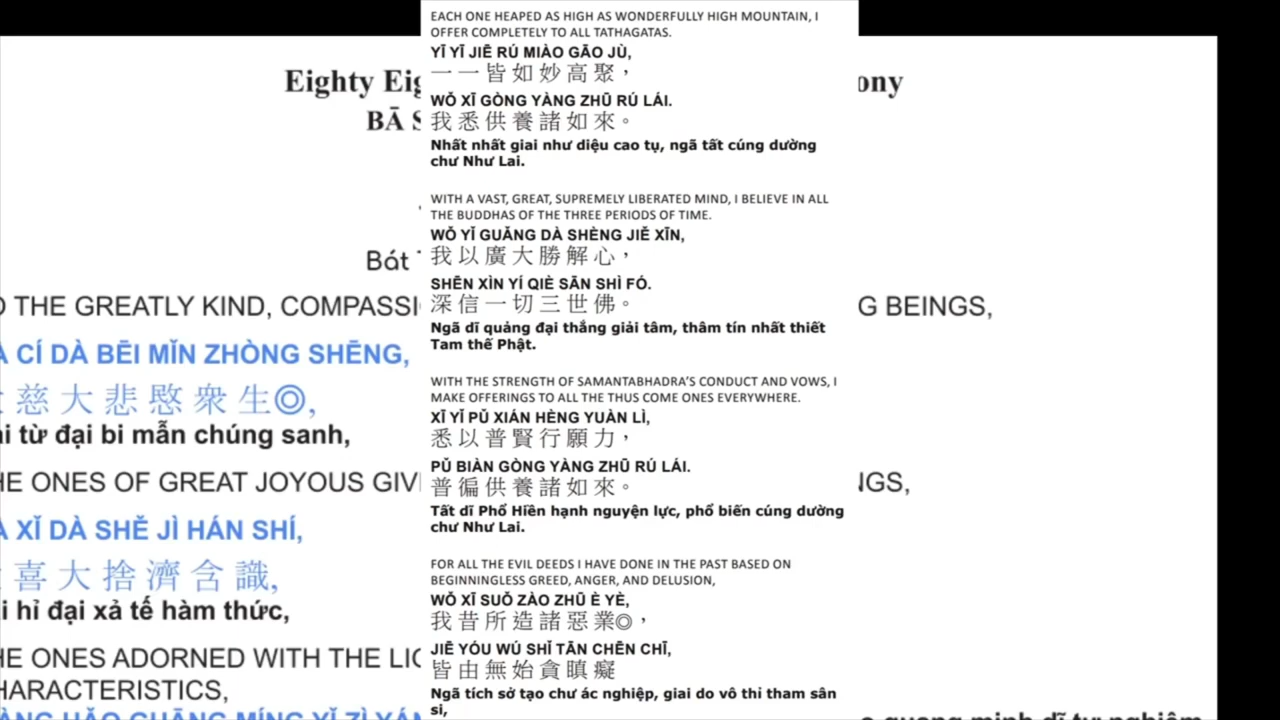 EACH ONE HEAPED AS HIGH AS WONDERFULLY HIGH MOUNTAIN, I
OFFER COMPLETELY TO ALL TATHAGATAS.
YĪ YĪ JIĒ RÚ MIÀO GĀO JÙ,
一一皆如妙高聚，
WǑ XĪ GÒNG YÀNG ZHŪ RÚ LÁI.
我悉供養諸如來。
Nhất nhất giai như diệu cao tụ, ngã tất cúng dường
chư Như Lai.
WITH A VAST, GREAT, SUPREMELY LIBERATED MIND, I BELIEVE IN ALL
THE BUDDHAS OF THE THREE PERIODS OF TIME.
WǑ YǏ GUǍNG DÀ SHÈNG JIĚ XĪN,
我以廣大勝解心，
SHĒN XÌN YÍ QIÈ SĀN SHÌ FÓ.
深信一切三世佛。
Ngã dĩ quảng đại thắng giải tâm, thâm tín nhất thiết
Tam thế Phật.
WITH THE STRENGTH OF SAMANTABHADRA'S CONDUCT AND VOWS, I
MAKE OFFERINGS TO ALL THE THUS COME ONES EVERYWHERE.
XĪ YǏ PǓ XIÁN HÈNG YUÀN LÌ,
悉以普賢行願力，
PǓ BIÀN GÒNG YÀNG ZHŪ RÚ LÁI.
普徧供養諸如來。
Tất dĩ Phổ Hiền hạnh nguyện lực, phổ biến cúng dường
chư Như Lai.
FOR ALL THE EVIL DEEDS I HAVE DONE IN THE PAST BASED ON
BEGINNINGLESS GREED, ANGER, AND DELUSION,
WǑ XĪ SUǑ ZÀO ZHŪ È YÈ,
我昔所造諸惡業◎，
JIĒ YÓU WÚ SHǏ TĀN CHĒN CHĪ,
皆由無始貪瞋癡
Ngã tích sở tạo chư ác nghiệp, giai do vô thỉ tham sân
si,
Eighty Eig
ony
BĀ S
Bát
THE GREATLY KIND, COMPASSI
G BEINGS,
CÍ DÀ BĒI MǏN ZHÒNG SHĒNG,
慈大悲愍衆生◎,
từ đại bi mẫn chúng sanh,
HE ONES OF GREAT JOYOUS GIV
NGS,
XǏ DÀ SHĚ JÌ HÁN SHÍ,
喜大捨濟含識,
hỉ đại xả tế hàm thức,
HE ONES ADORNED WITH THE LIG
HARACTERISTICS,